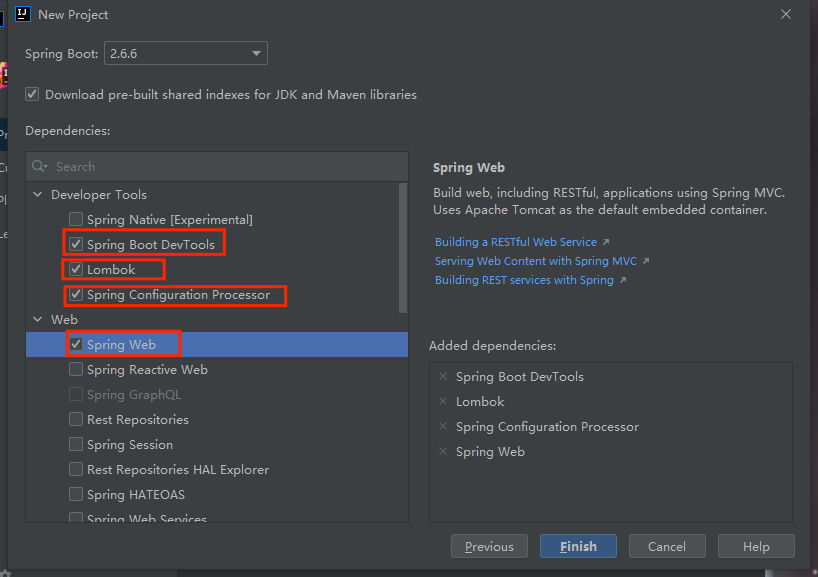 New Project
Spring Boot: 2.6.6
Download pre-built shared indexes for JDK and Maven libraries
Dependencies:
Search
Developer Tools
Spring Native [Experimental]
Spring Boot DevTools
Lombok
Spring Configuration Processor
Web
Spring Web
Spring Reactive Web
Spring GraphQL
Rest Repositories
Spring Session
Rest Repositories HAL Explorer
Spring HATEOAS
Spring Web Services
Spring Web
Build web, including RESTful, applications using Spring MVC.
Uses Apache Tomcat as the default embedded container.
Building a RESTful Web Service
Serving Web Content with Spring MVC
Building REST services with Spring
Added dependencies:
Spring Boot DevTools
Lombok
Spring Configuration Processor
Spring Web
Previous
Finish
Cancel
Help